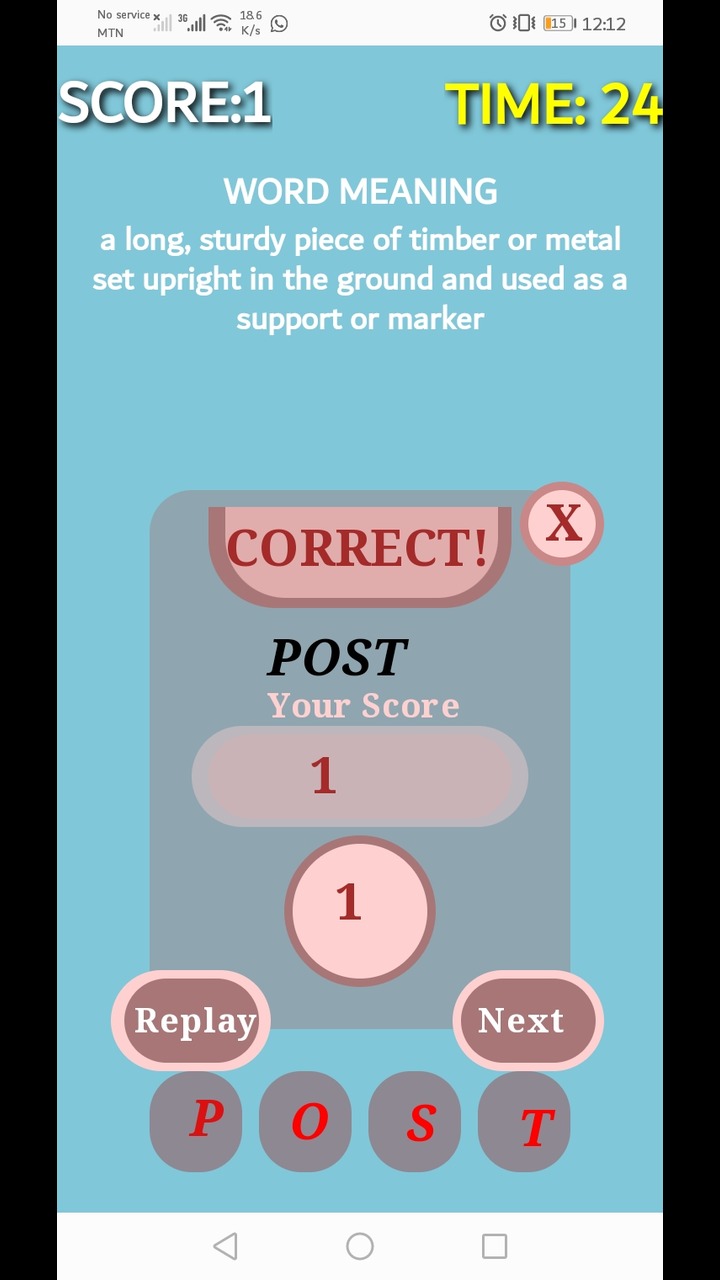 No service
MTN
3G
18.6
K/s
15
12:12
SCORE:1
TIME: 24
WORD MEANING
a long, sturdy piece of timber or metal
set upright in the ground and used as a
support or marker
X
CORRECT!
POST
Your Score
1
1
Replay
Next
P O S T